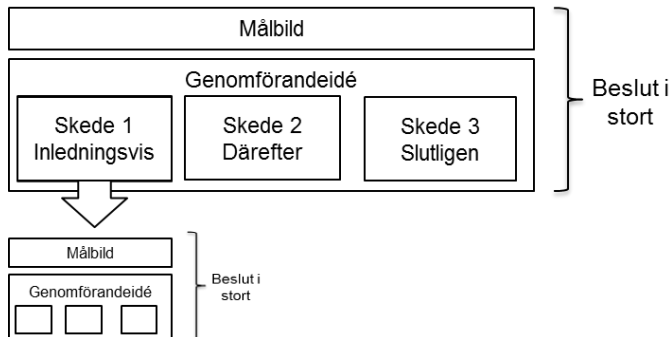 Målbild
Genomförandeidé
Skede 1
Inledningsvis
Skede 2
Därefter
Skede 3
Slutligen
Beslut i
stort
Målbild
Genomförandeidé
Beslut i
stort